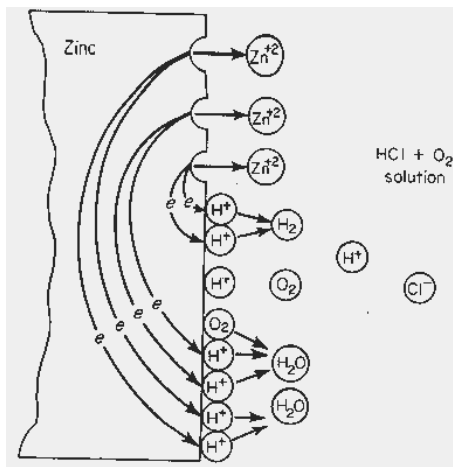 Zinc
Zn+2
Zn+2
Zn+2
HCl + O2
solution
e
e
H+
H+
H2
H+
H+
O2
Cl−
O2
e
e
e
e
H+
H+
H2O
H+
H2O
H+